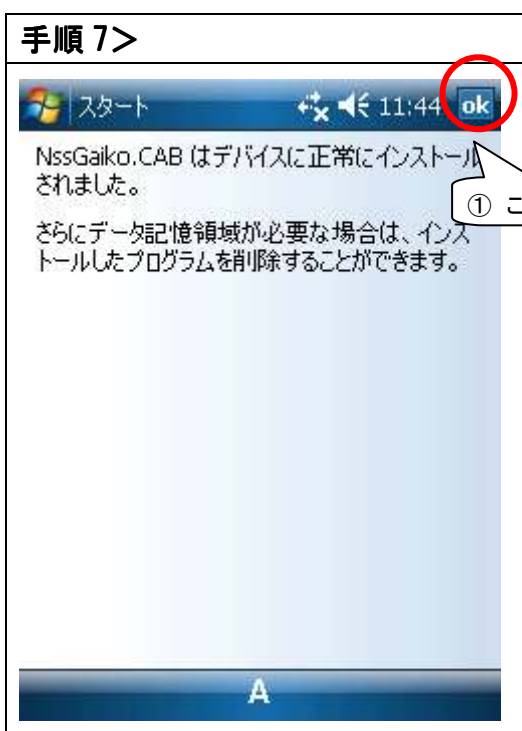 手順 7＞
スタート 11:44 ok
NssGaiko.CAB はデバイスに正常にインストール
されました。
① こ
さらにデータ記憶領域が必要な場合は、インス
トールしたプログラムを削除することができます。
A